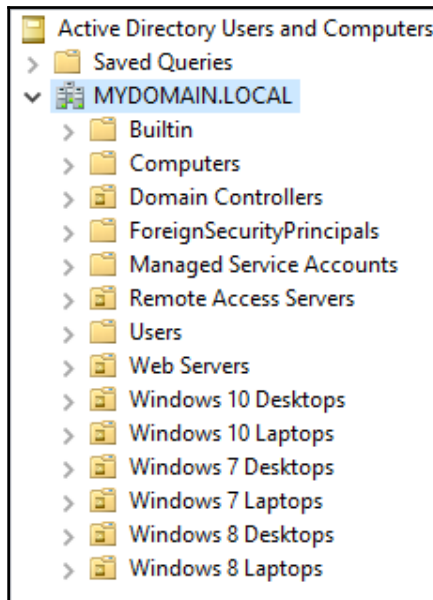 Active Directory Users and Computers
Saved Queries
MYDOMAIN.LOCAL
Builtin
Computers
Domain Controllers
ForeignSecurityPrincipals
Managed Service Accounts
Remote Access Servers
Users
Web Servers
Windows 10 Desktops
Windows 10 Laptops
Windows 7 Desktops
Windows 7 Laptops
Windows 8 Desktops
Windows 8 Laptops